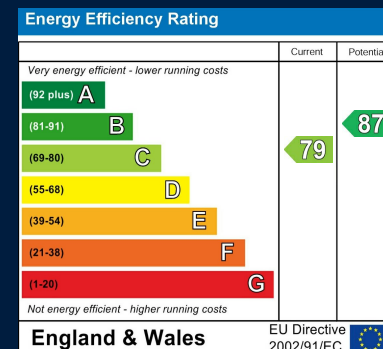 Energy Efficiency Rating
Current Potentia
Very energy efficient - lower running costs
(92 plus) A
(81-91) B
87
(69-80) C
79
(55-68) D
(39-54) E
(21-38) F
(1-20) G
Not energy efficient - higher running costs
England & Wales
EU Directive
2002/91/EC